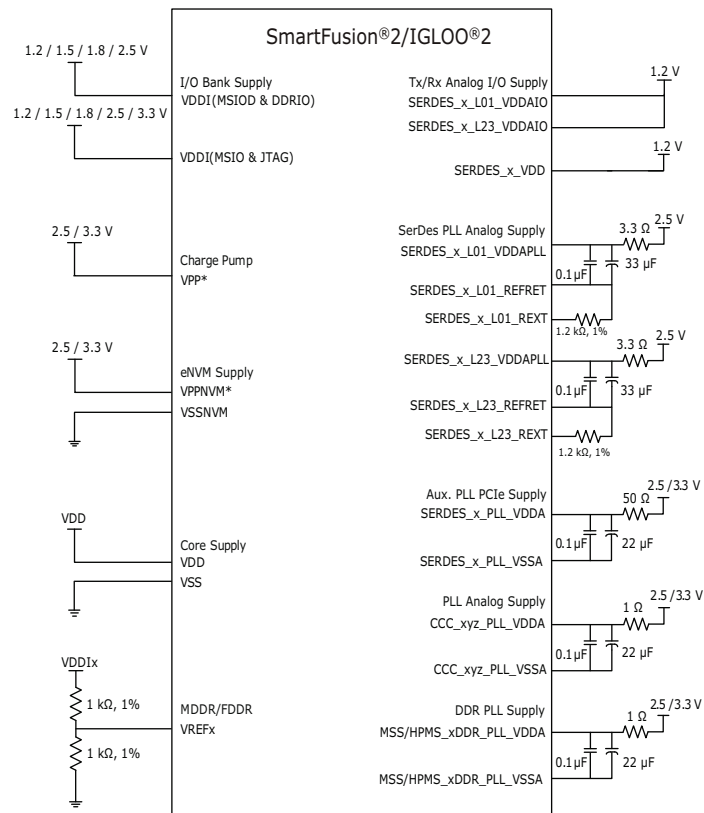 SmartFusion®2/IGLOO®2
1.2 / 1.5 / 1.8 / 2.5 V
I/O Bank Supply
VDDI(MSIOD & DDRIO)
1.2 / 1.5 / 1.8 / 2.5 / 3.3 V
VDDI(MSIO & JTAG)
2.5 / 3.3 V
Charge Pump
VPP*
2.5 / 3.3 V
eNVM Supply
VPPNVM*
VSSNVM
VDD
Core Supply
VDD
VSS
VDDIx
1 kΩ, 1%
MDDR/FDDR
VREFx
1 kΩ, 1%
1.2 V
Tx/Rx Analog I/O Supply
SERDES_x_L01_VDDAIO
SERDES_x_L23_VDDAIO
1.2 V
SERDES_x_VDD
SerDes PLL Analog Supply
3.3 Ω
2.5 V
SERDES_x_L01_VDDAPLL
0.1µF
33 µF
SERDES_x_L01_REFRET
SERDES_x_L01_REXT
1.2 kΩ, 1%
3.3 Ω
2.5 V
SERDES_x_L23_VDDAPLL
0.1µF
33 µF
SERDES_x_L23_REFRET
SERDES_x_L23_REXT
1.2 kΩ, 1%
Aux. PLL PCIe Supply
50 Ω
2.5 /3.3 V
SERDES_x_PLL_VDDA
0.1µF
22 µF
SERDES_x_PLL_VSSA
PLL Analog Supply
1 Ω
2.5 /3.3 V
CCC_xyz_PLL_VDDA
0.1µF
22 µF
CCC_xyz_PLL_VSSA
DDR PLL Supply
1 Ω
2.5 /3.3 V
MSS/HPMS_xDDR_PLL_VDDA
0.1µF
22 µF
MSS/HPMS_xDDR_PLL_VSSA